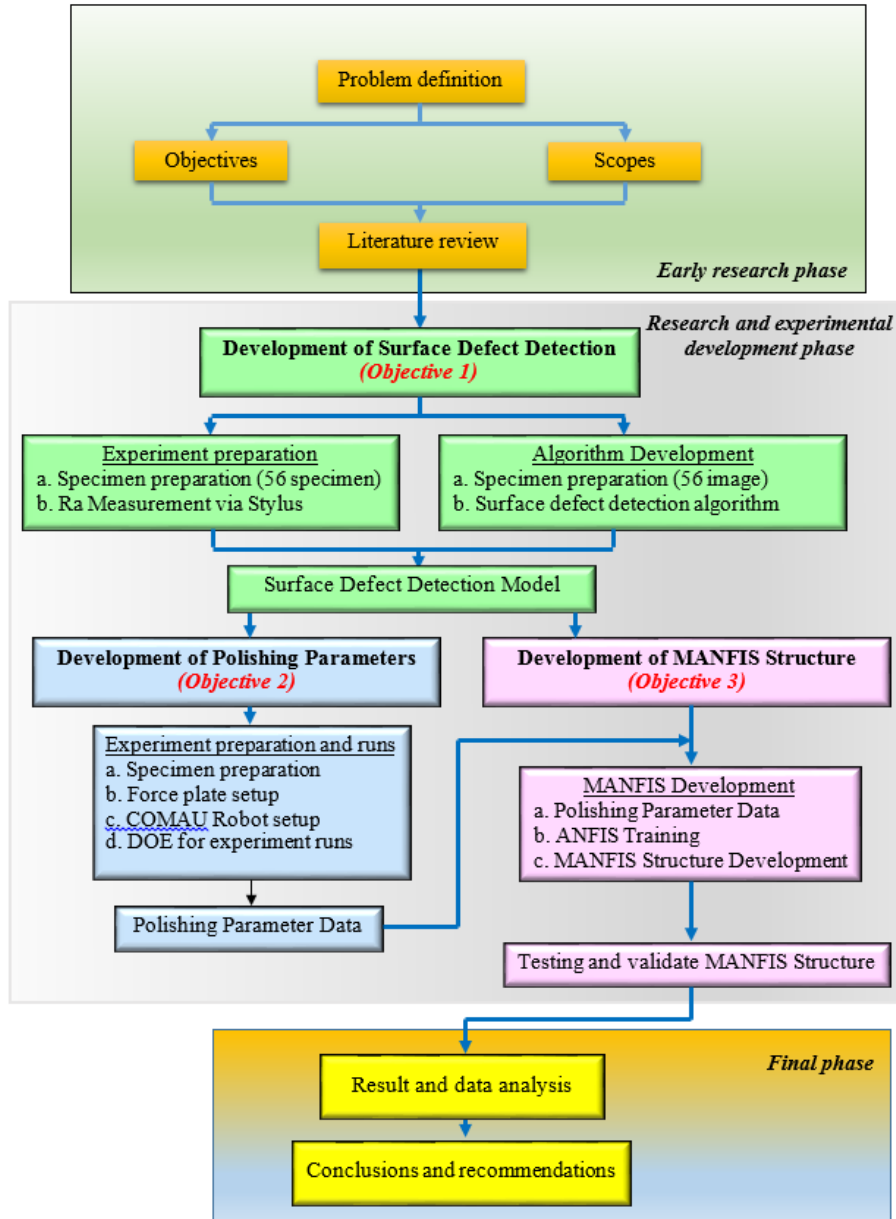 Problem definition
Objectives
Scopes
Literature review
Early research phase
Research and experimental
development phase
Development of Surface Defect Detection
(Objective 1)
Experiment preparation
a. Specimen preparation (56 specimen)
b. Ra Measurement via Stylus
Algorithm Development
a. Specimen preparation (56 image)
b. Surface defect detection algorithm
Surface Defect Detection Model
Development of Polishing Parameters
(Objective 2)
Development of MANFIS Structure
(Objective 3)
Experiment preparation and runs
a. Specimen preparation
b. Force plate setup
c. COMAU Robot setup
d. DOE for experiment runs
MANFIS Development
a. Polishing Parameter Data
b. ANFIS Training
c. MANFIS Structure Development
Polishing Parameter Data
Testing and validate MANFIS Structure
Final phase
Result and data analysis
Conclusions and recommendations